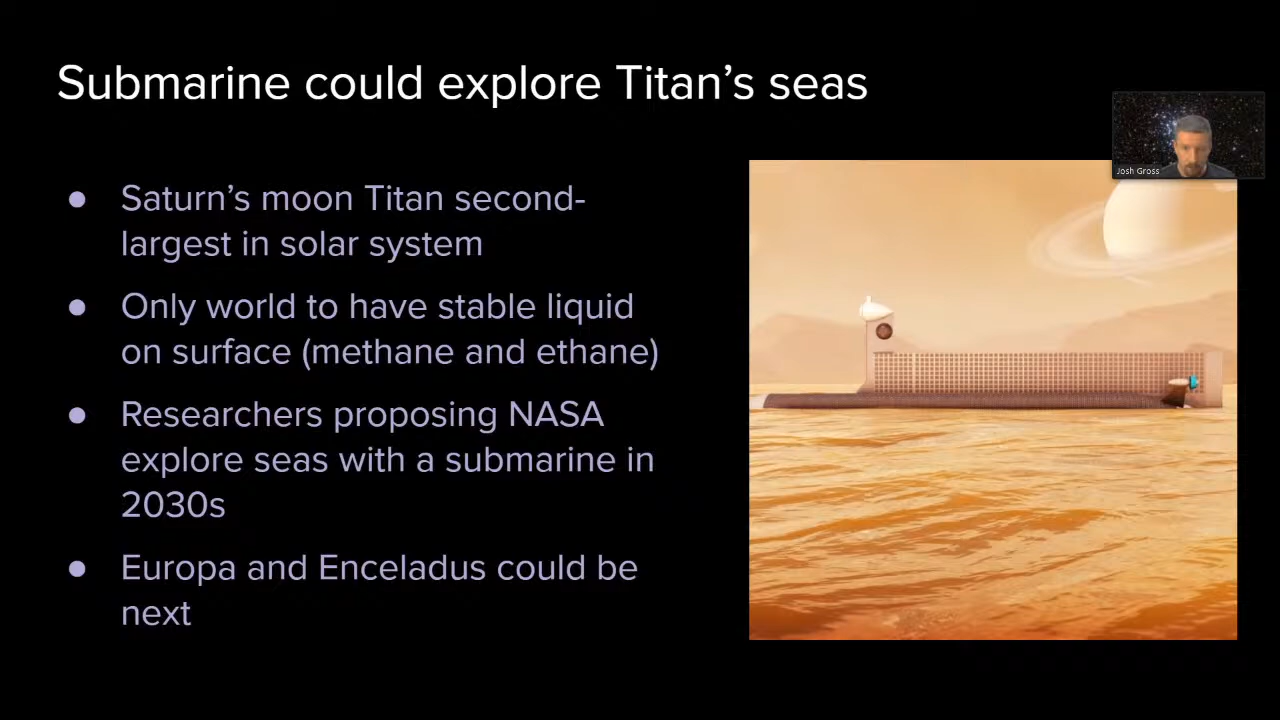 Submarine could explore Titan’s seas
Josh Gross
● Saturn’s moon Titan second-
largest in solar system
● Only world to have stable liquid
on surface (methane and ethane)
● Researchers proposing NASA
explore seas with a submarine in
2030s
● Europa and Enceladus could be
next